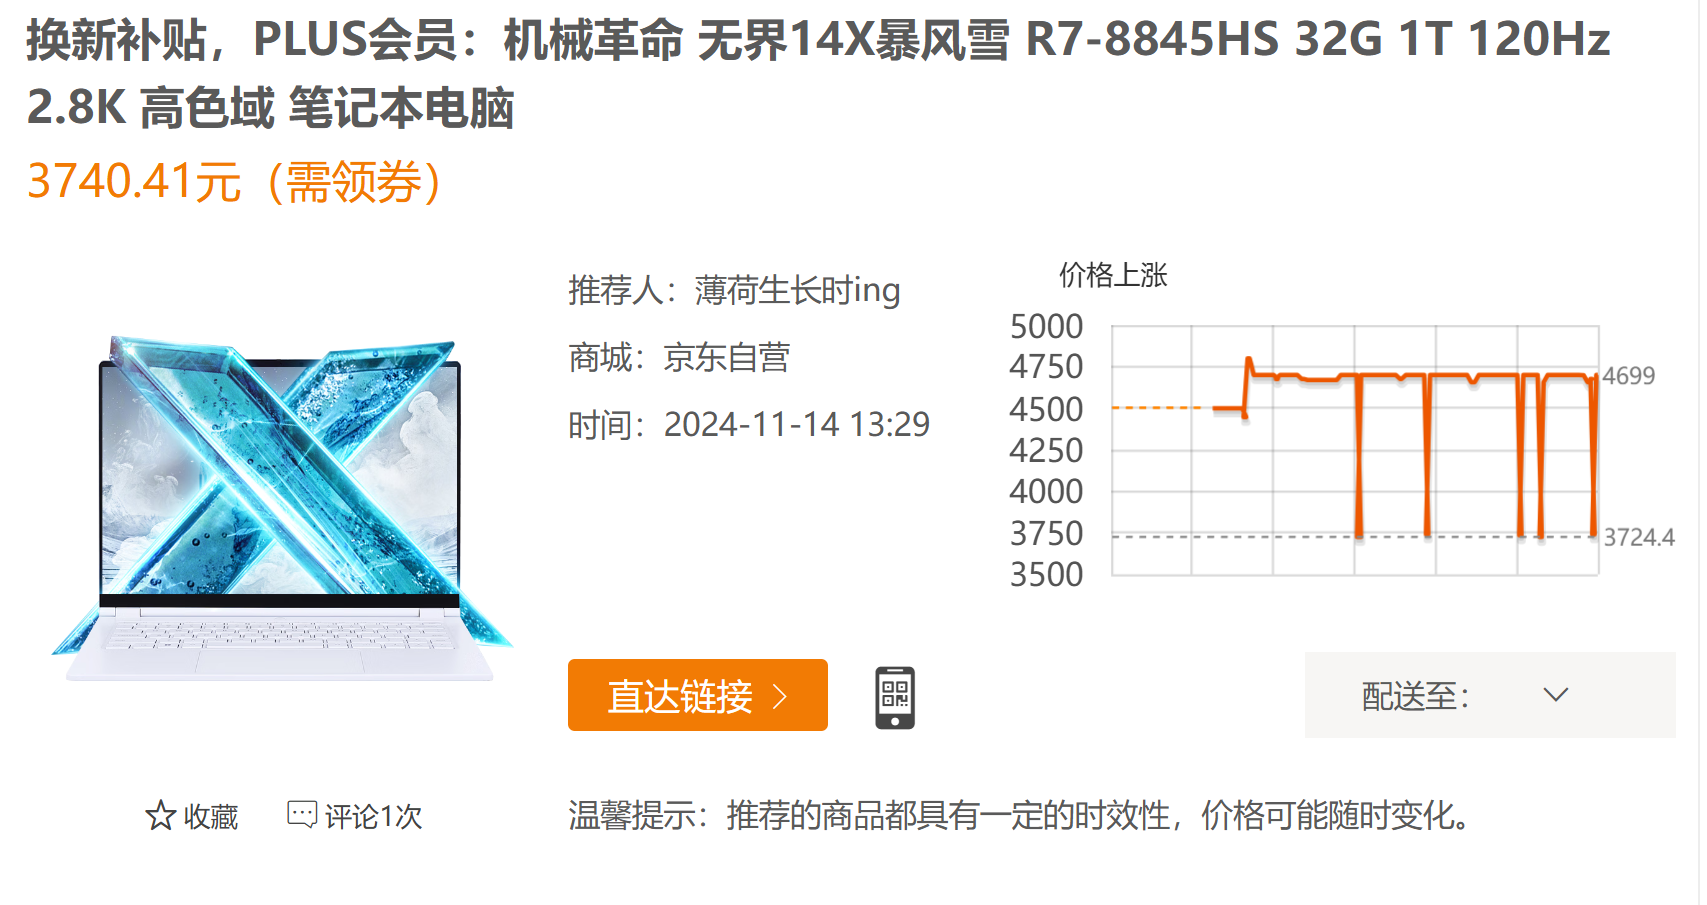 换新补贴，PLUS会员：机械革命 无界14X暴风雪 R7-8845HS 32G 1T 120Hz
2.8K 高色域 笔记本电脑
3740.41元（需领券）
推荐人：薄荷生长时ing
商城：京东自营
时间：2024-11-14 13:29
价格上涨
5000
4750
4500
4250
4000
3750
3500
4699
3724.4
直达链接
配送至：
收藏
评论1次
温馨提示：推荐的商品都具有一定的时效性，价格可能随时变化。